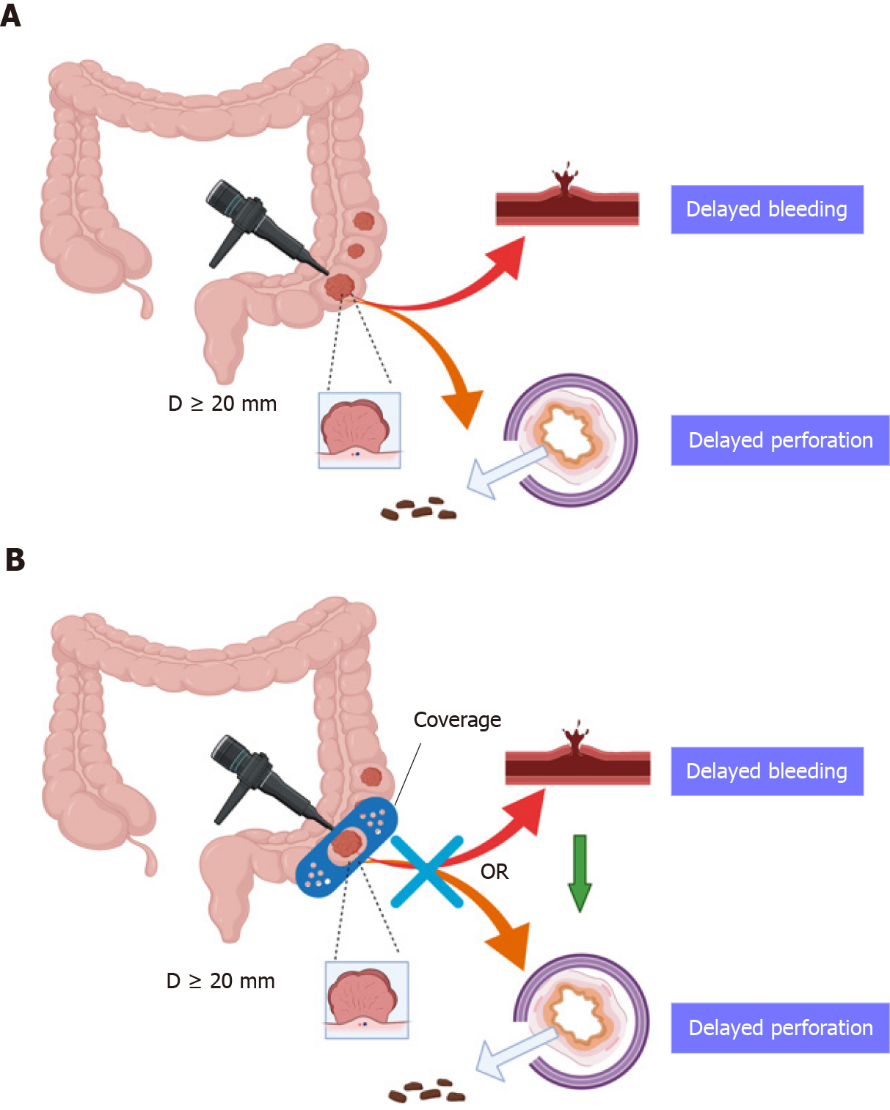 A
Delayed bleeding
D ≥ 20 mm
Delayed perforation
B
Coverage
Delayed bleeding
OR
D ≥ 20 mm
Delayed perforation